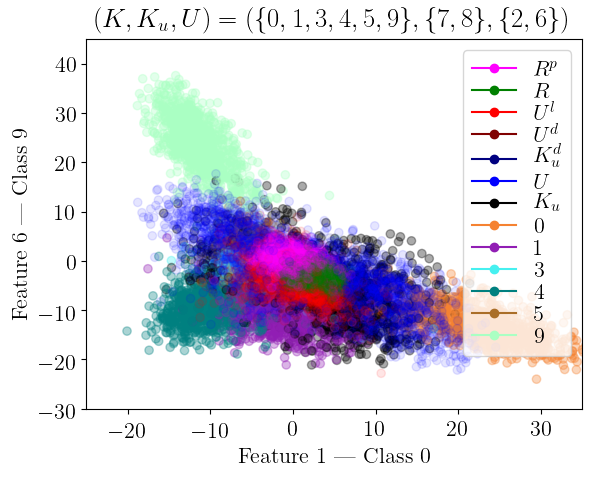 (K, K_u, U) = ({0, 1, 3, 4, 5, 9}, {7, 8}, {2, 6})
40
30
20
10
0
−10
−20
−30
Feature 6 — Class 9
R^p
R
U^l
U^d
K_u^d
U
K_u
0
1
3
4
5
9
−20 −10 0 10 20 30
Feature 1 — Class 0